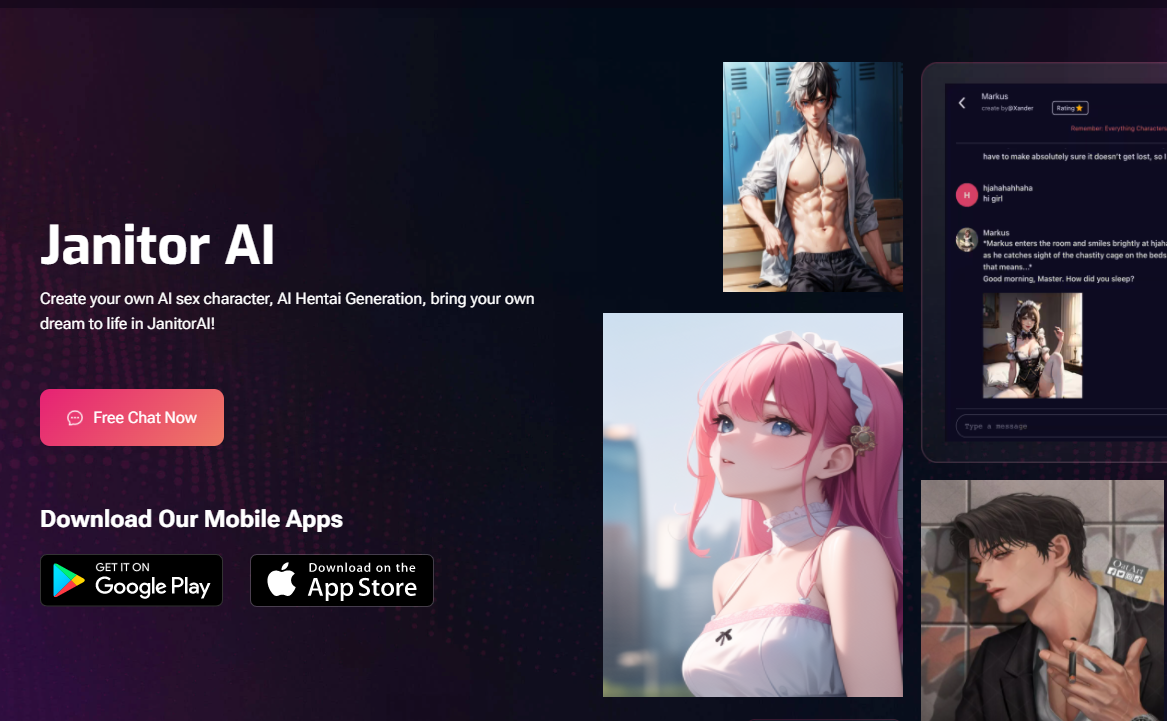 Janitor AI
Create your own AI sex character, AI Hentai Generation, bring your own
dream to life in JanitorAI!
Free Chat Now
Download Our Mobile Apps
GET IT ON
Google Play
Download on the
App Store
Markus
create by@Xander
Rating
Remember: Everything Characters
have to make absolutely sure it doesn't get lost, so I
H
hjahahahhaha
hi girl
Markus
*Markus enters the room and smiles brightly at hjaha
as he catches sight of the chastity cage on the beds
that means...*
Good morning, Master. How did you sleep?
Type a message
OatArt